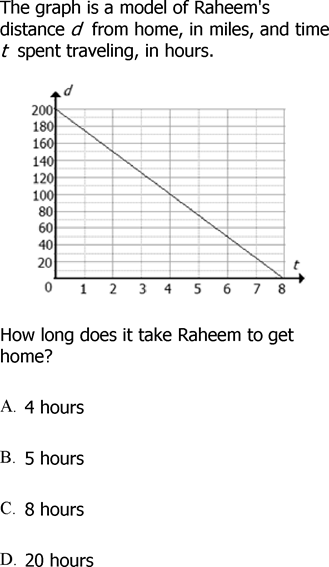 The graph is a model of Raheem's
distance d from home, in miles, and time
t spent traveling, in hours.
d
200
180
160
140
120
100
80
60
40
20
t
0 1 2 3 4 5 6 7 8
How long does it take Raheem to get
home?
A. 4 hours
B. 5 hours
C. 8 hours
D. 20 hours